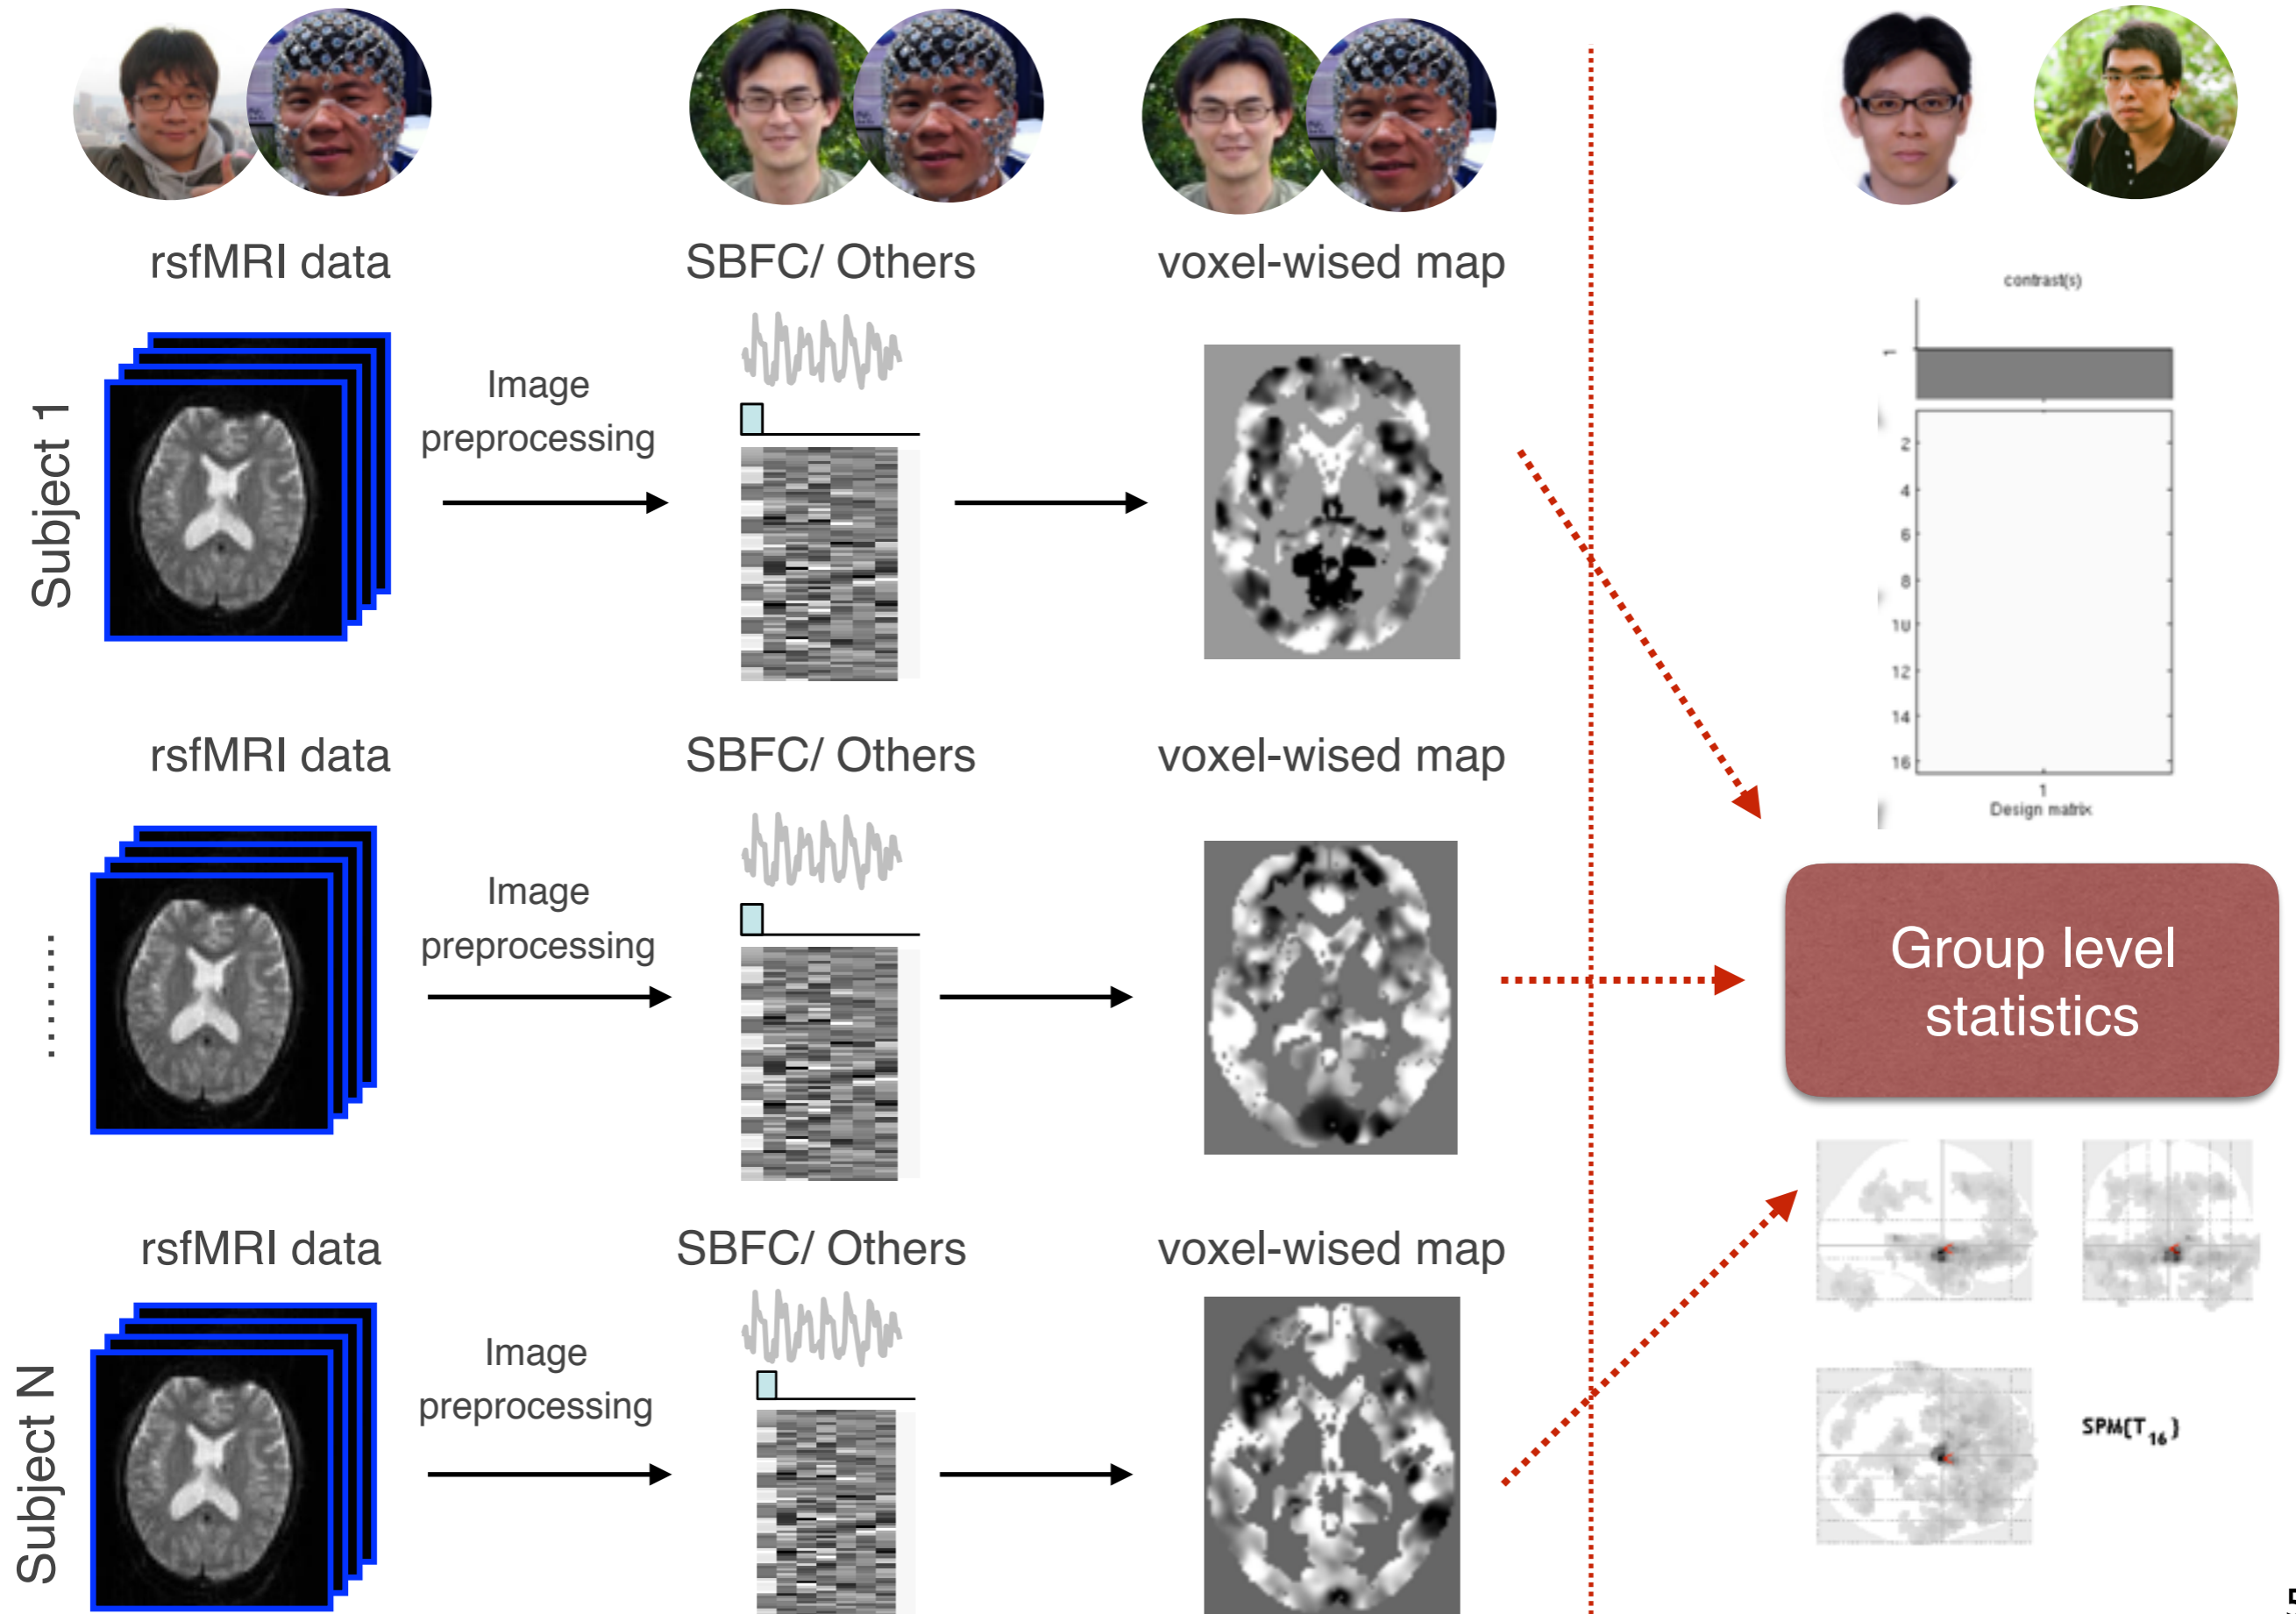 rsfMRI data
SBFC/ Others
voxel-wised map
Subject 1
Image
preprocessing
contrast(s)
1
2
4
6
8
10
12
14
16
1
Design matrix
rsfMRI data
SBFC/ Others
voxel-wised map
........
Image
preprocessing
Group level
statistics
rsfMRI data
SBFC/ Others
voxel-wised map
Subject N
Image
preprocessing
SPM{T16}